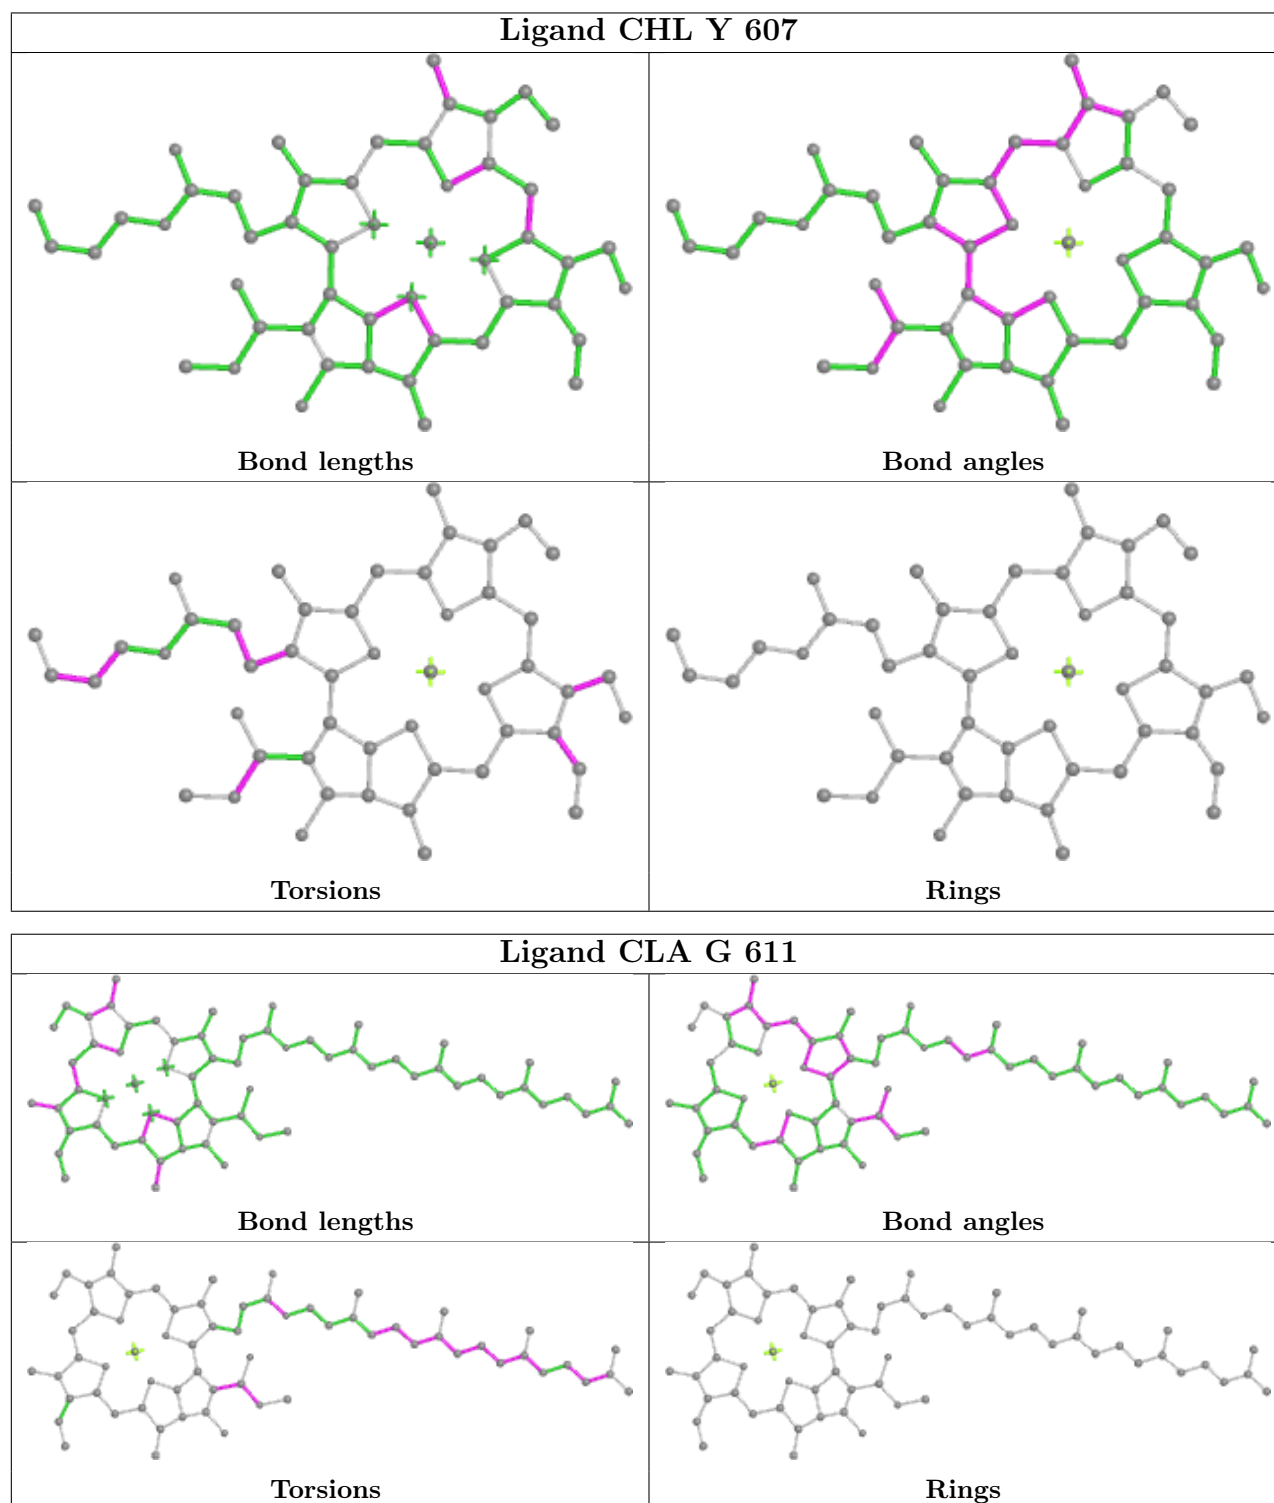 Ligand CHL Y 607
Bond lengths
Bond angles
Torsions
Rings
Ligand CLA G 611
Bond lengths
Bond angles
Torsions
Rings